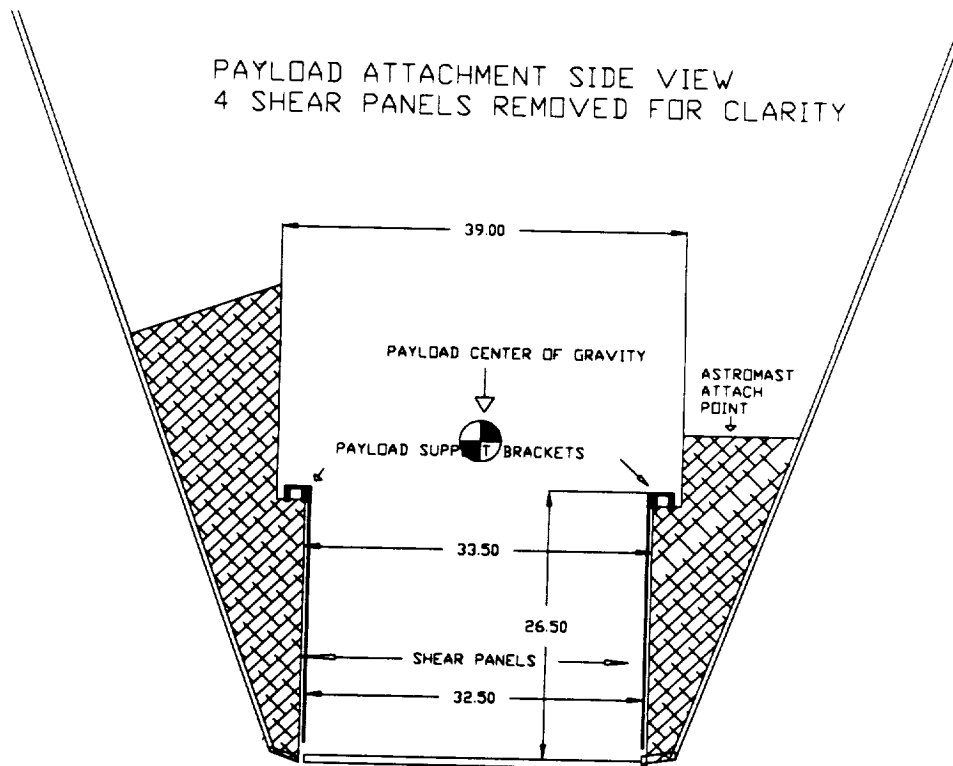 PAYLOAD ATTACHMENT SIDE VIEW
4 SHEAR PANELS REMOVED FOR CLARITY
39.00
PAYLOAD CENTER OF GRAVITY
ASTROMAST
ATTACH
POINT
PAYLOAD SUPP T BRACKETS
33.50
26.50
SHEAR PANELS
32.50